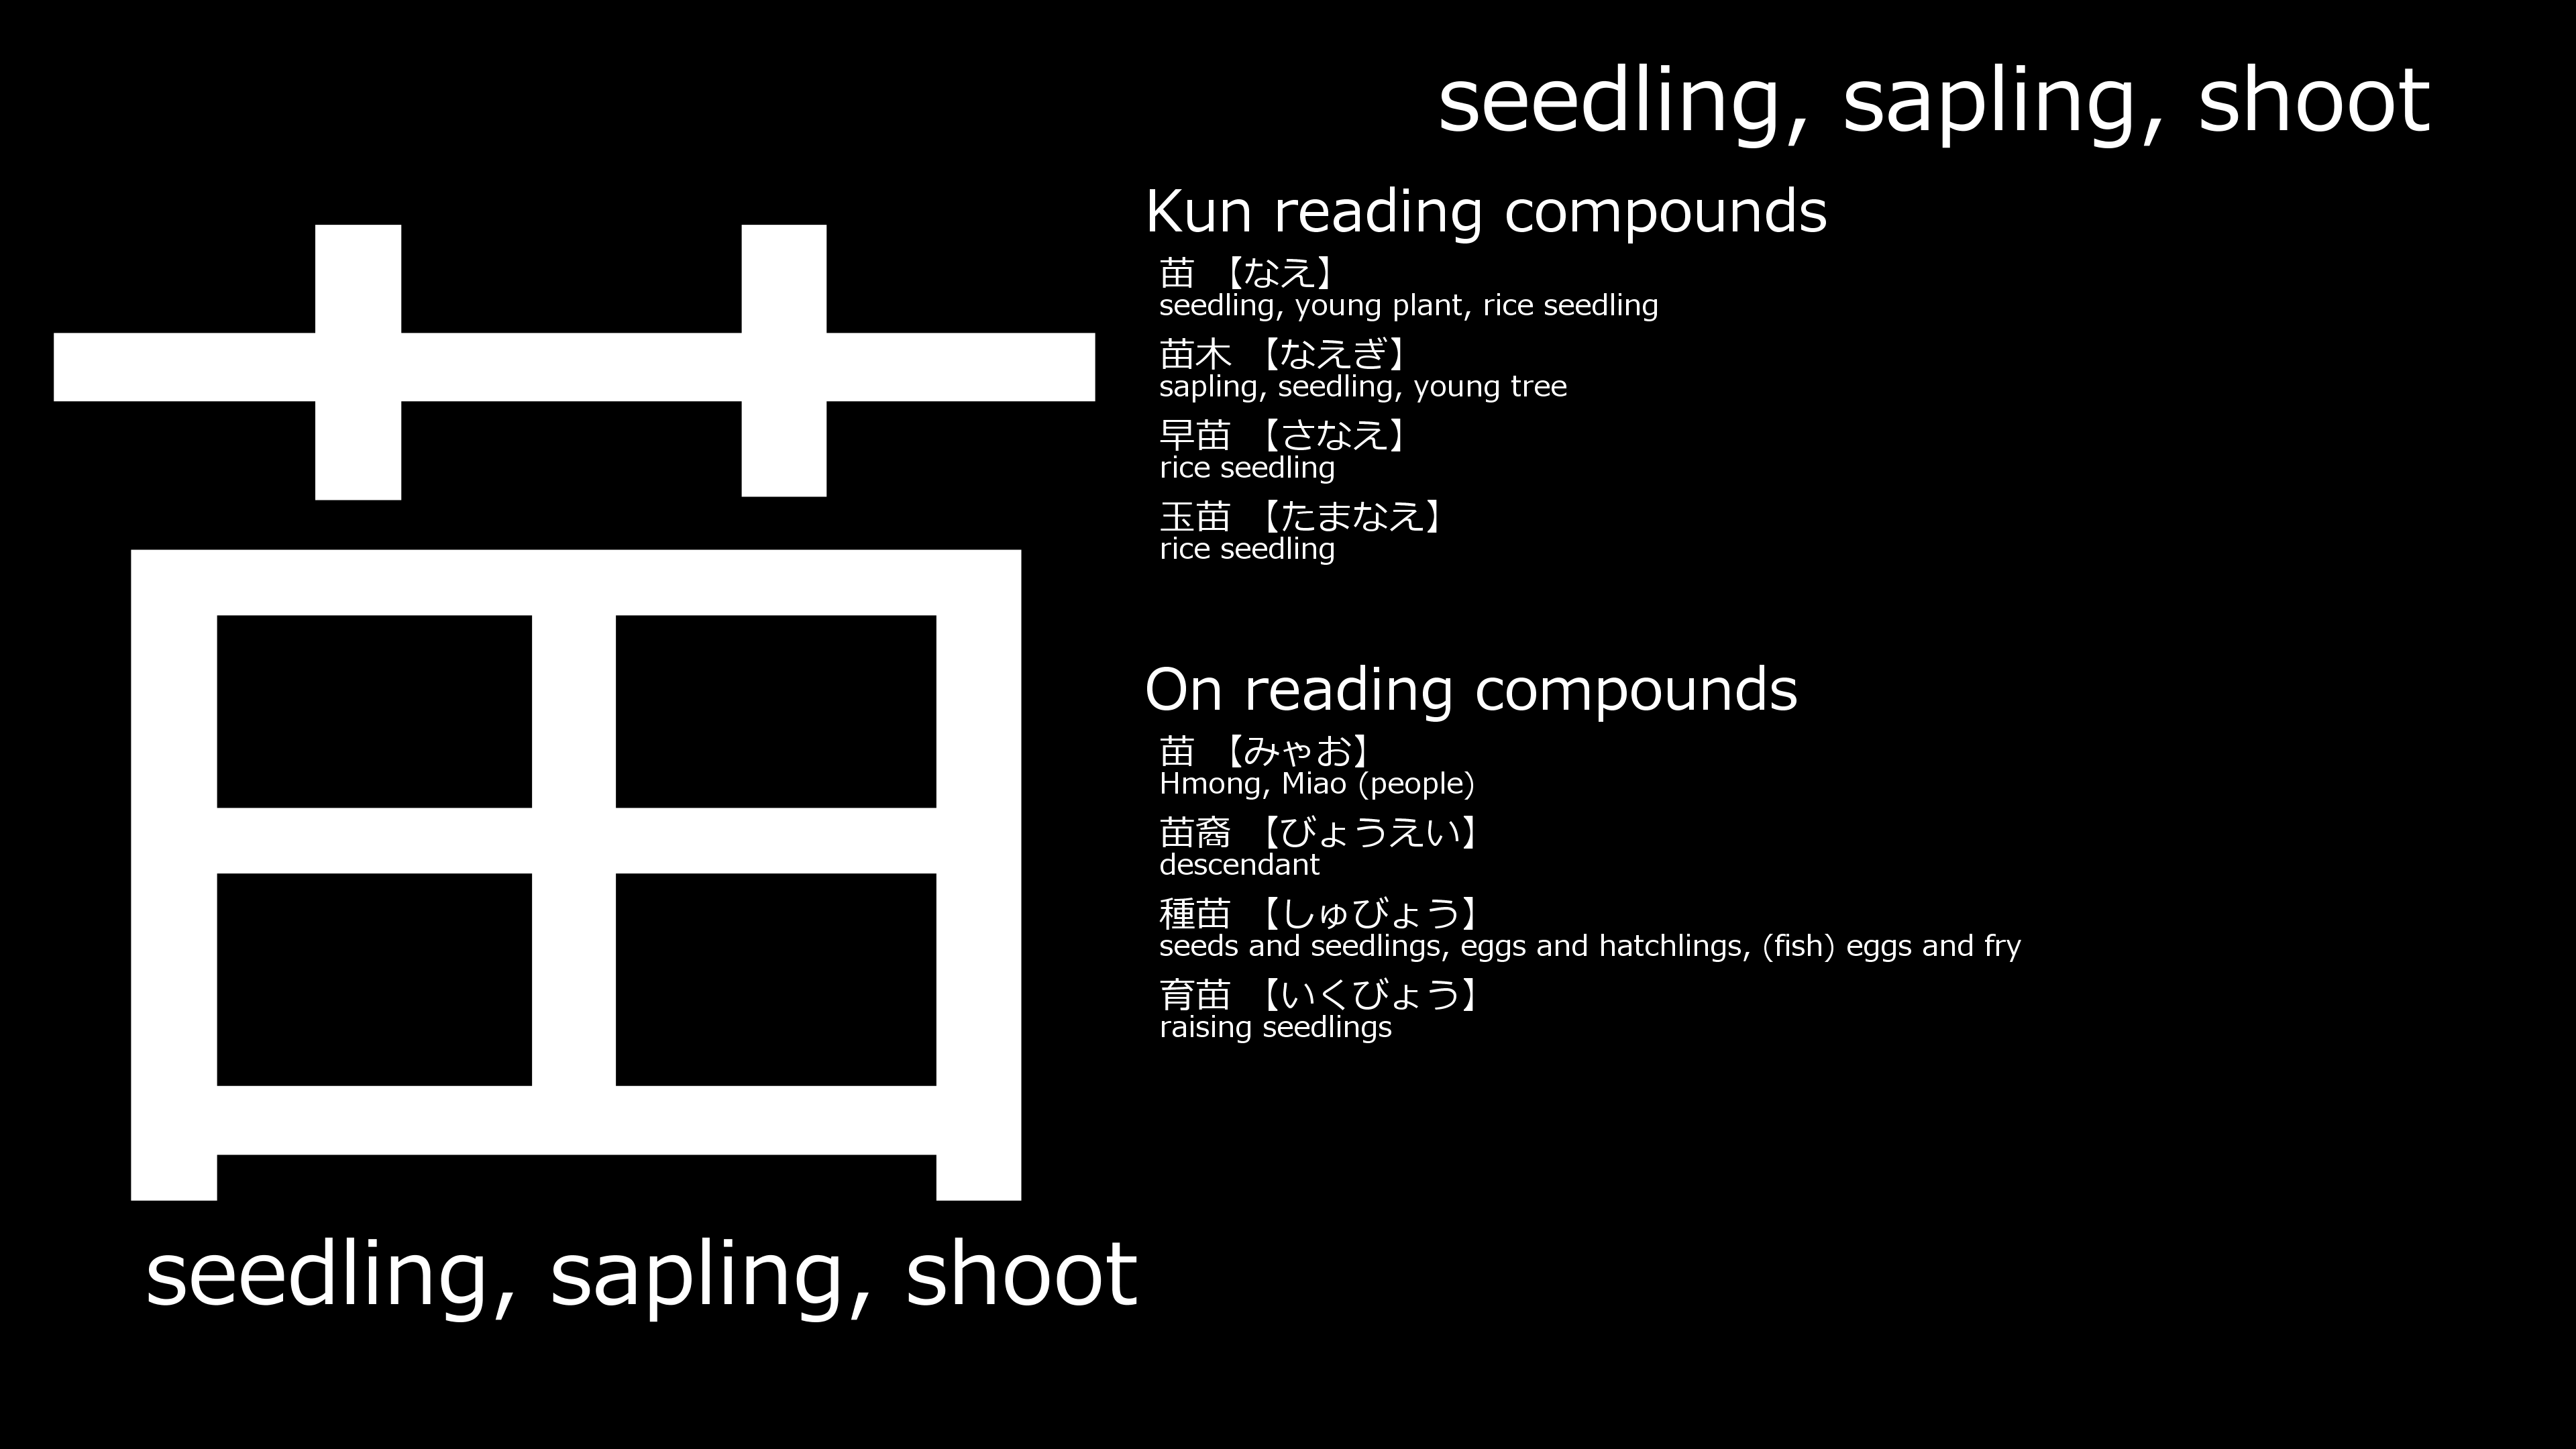 苗
seedling, sapling, shoot
seedling, sapling, shoot
Kun reading compounds
苗 【なえ】
seedling, young plant, rice seedling
苗木 【なえぎ】
sapling, seedling, young tree
早苗 【さなえ】
rice seedling
玉苗 【たまなえ】
rice seedling
On reading compounds
苗 【みゃお】
Hmong, Miao (people)
苗裔 【びょうえい】
descendant
種苗 【しゅびょう】
seeds and seedlings, eggs and hatchlings, (fish) eggs and fry
育苗 【いくびょう】
raising seedlings